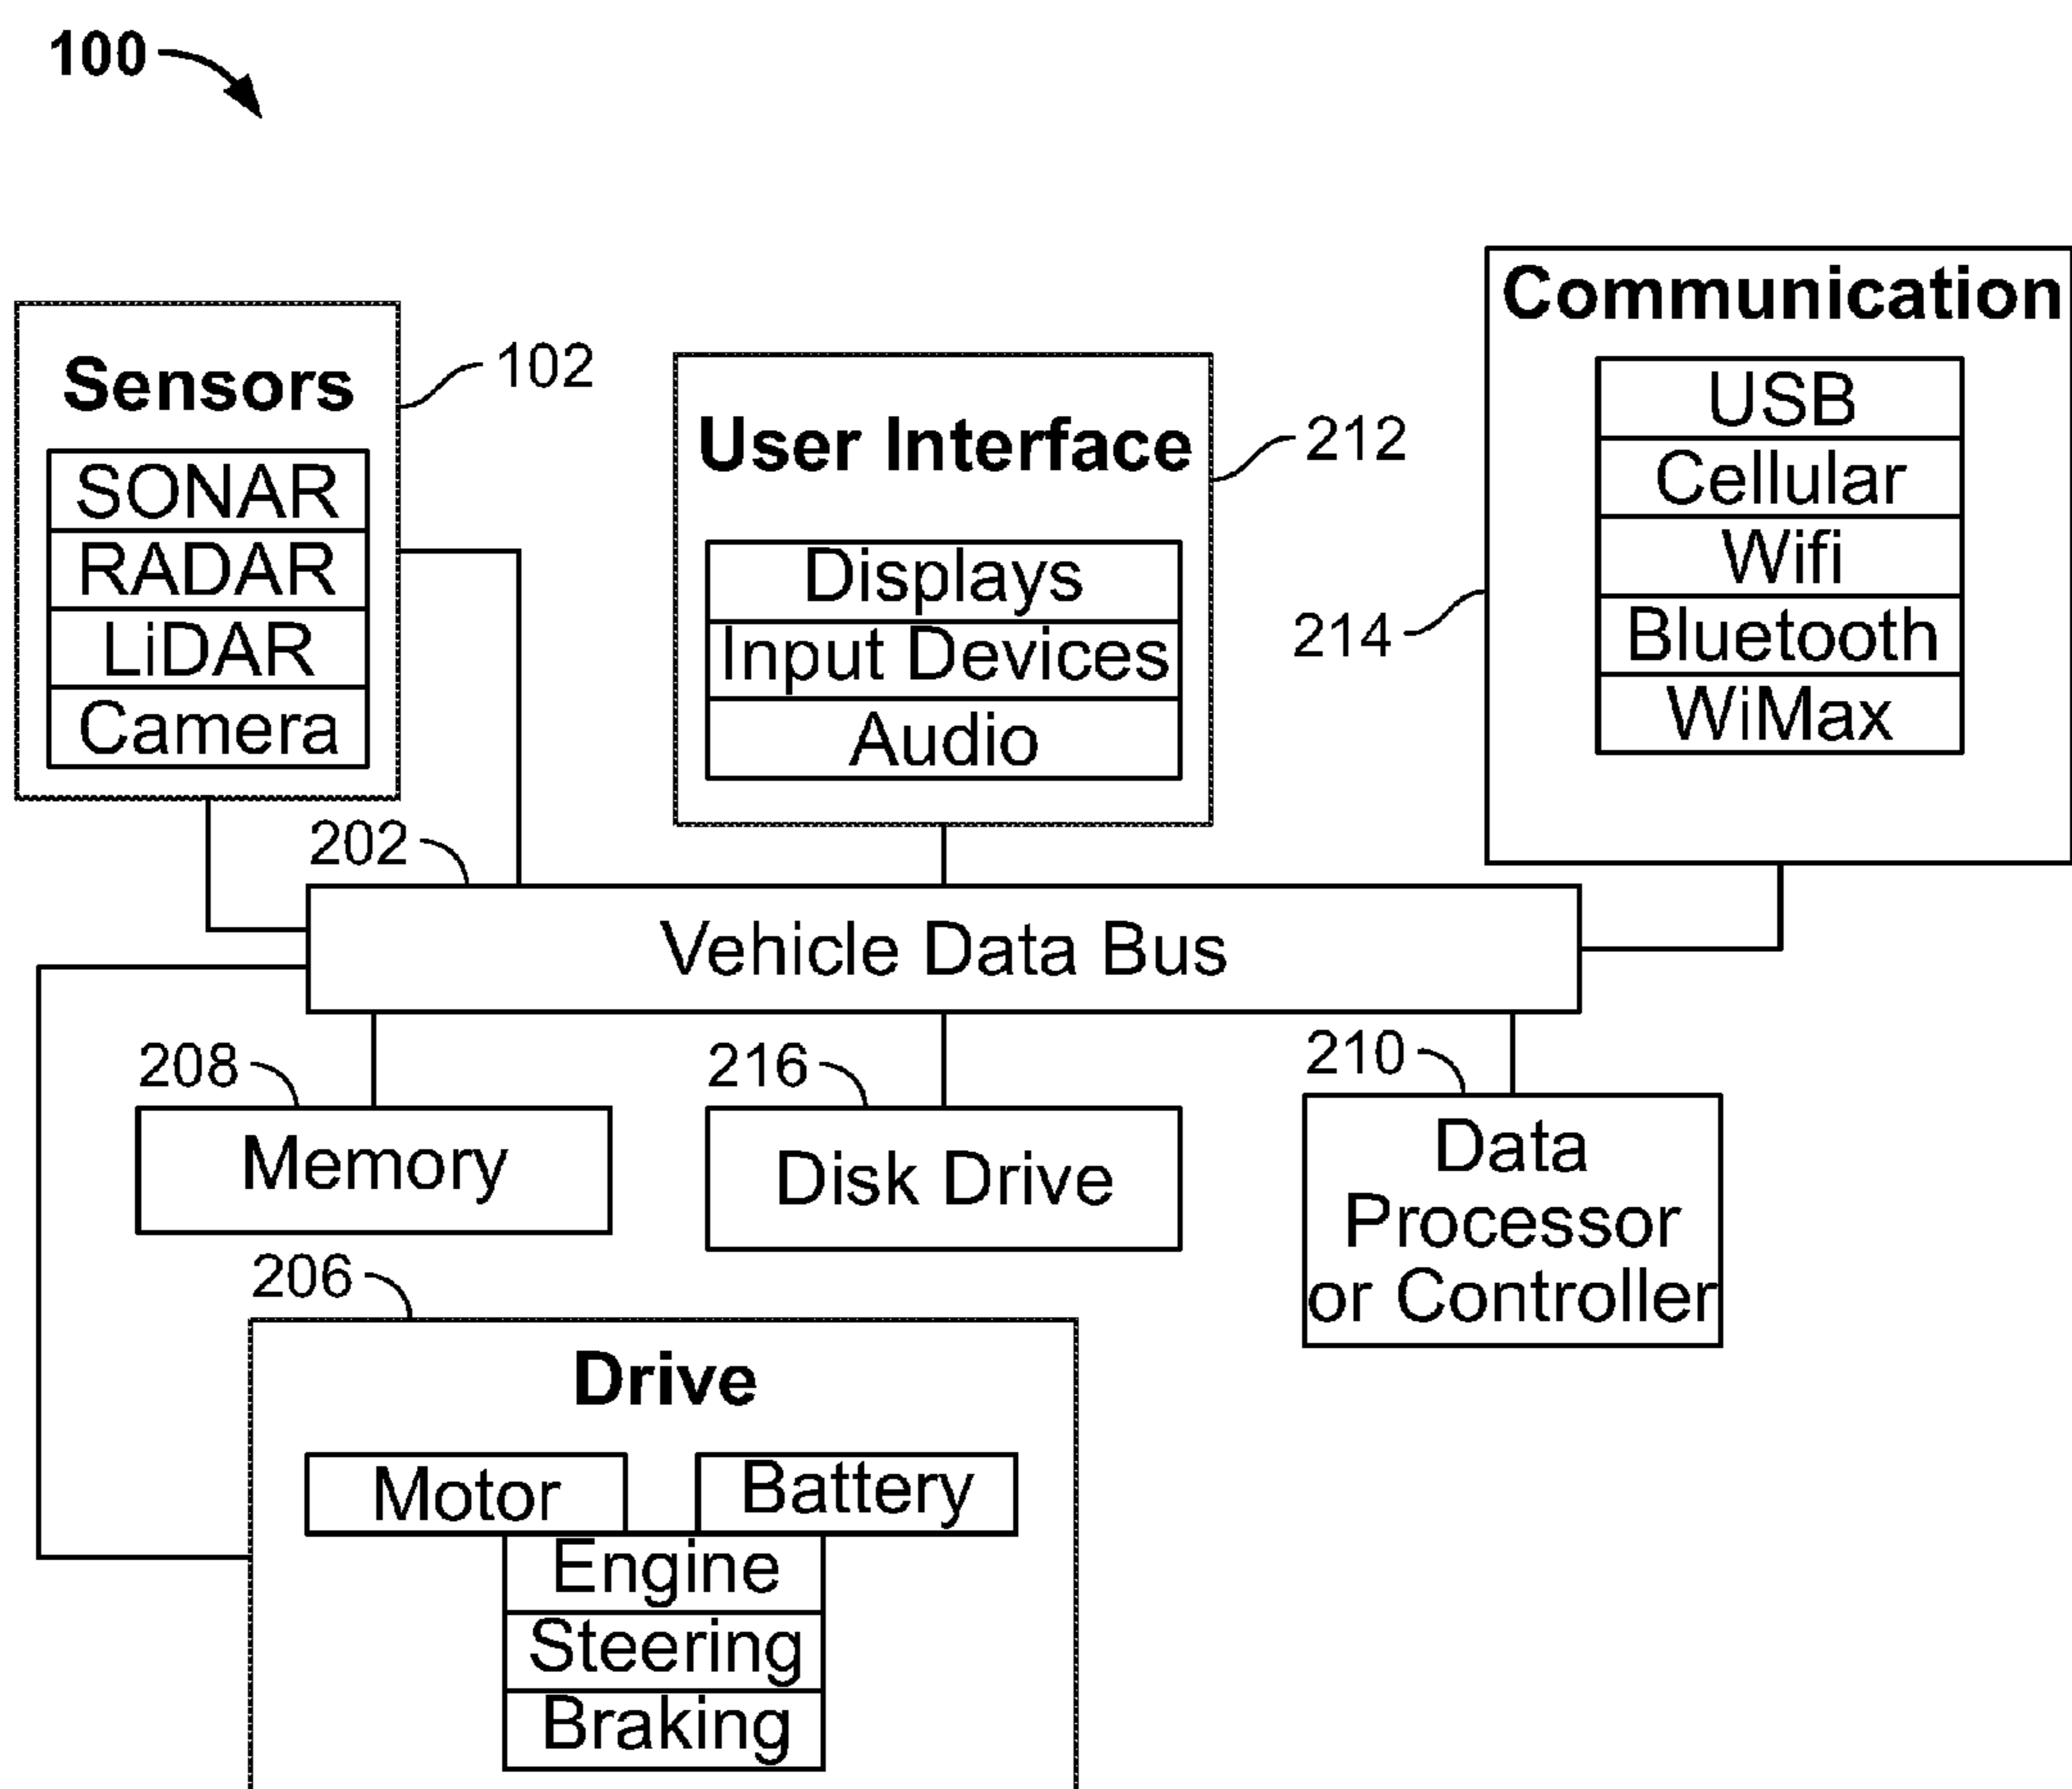 100
Sensors
102
SONAR
RADAR
LiDAR
Camera
User Interface
212
Displays
Input Devices
Audio
Communication
214
USB
Cellular
Wifi
Bluetooth
WiMax
202
Vehicle Data Bus
208
Memory
216
Disk Drive
210
Data
Processor
or Controller
206
Drive
Motor
Battery
Engine
Steering
Braking